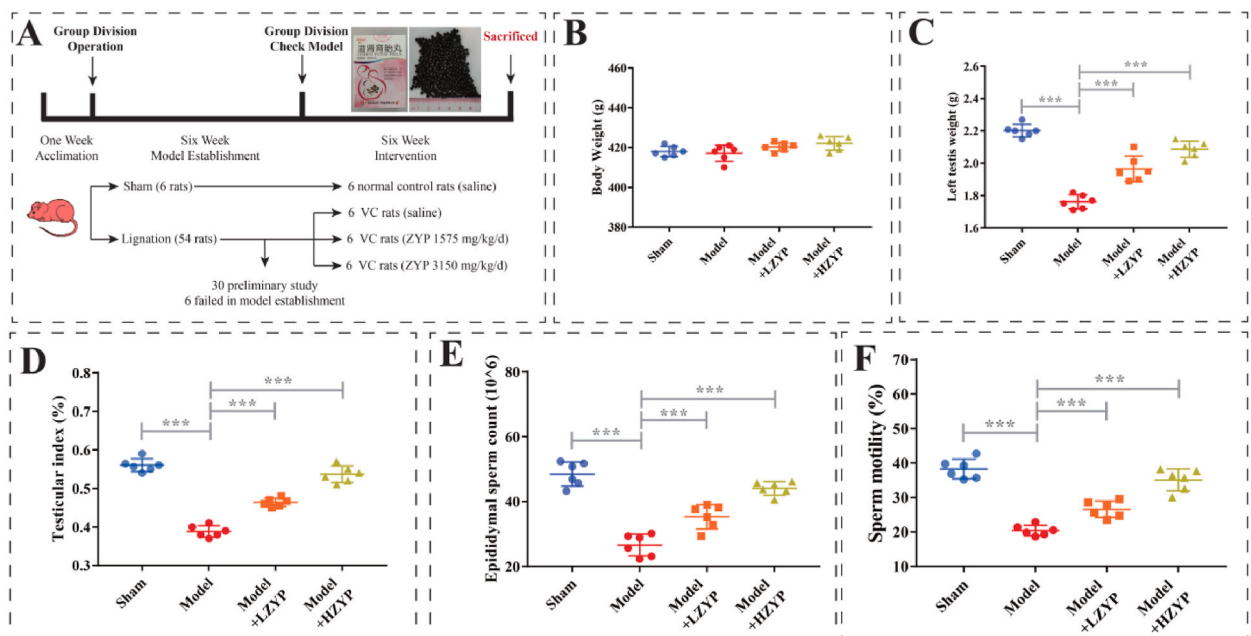 A
Group Division
Operation
Group Division
Check Model
Sacrificed
滋肾育胎丸
One Week
Acclimation
Six Week
Model Establishment
Six Week
Intervention
Sham (6 rats)
6 normal control rats (saline)
6 VC rats (saline)
Lignation (54 rats)
6 VC rats (ZYP 1575 mg/kg/d)
6 VC rats (ZYP 3150 mg/kg/d)
30 preliminary study
6 failed in model establishment
B
Body Weight (g)
460
440
420
400
380
Sham
Model
Model
+LZYP
Model
+HZYP
C
Left testis weight (g)
2.6
2.4
2.2
2.0
1.8
1.6
***
***
***
Sham
Model
Model
+LZYP
Model
+HZYP
D
Testicular index (%)
0.8
0.7
0.6
0.5
0.4
0.3
***
***
***
Sham
Model
Model
+LZYP
Model
+HZYP
E
Epididymal sperm count (10^6)
80
60
40
20
***
***
***
Sham
Model
Model
+LZYP
Model
+HZYP
F
Sperm motility (%)
70
60
50
40
30
20
10
***
***
***
Sham
Model
Model
+LZYP
Model
+HZYP